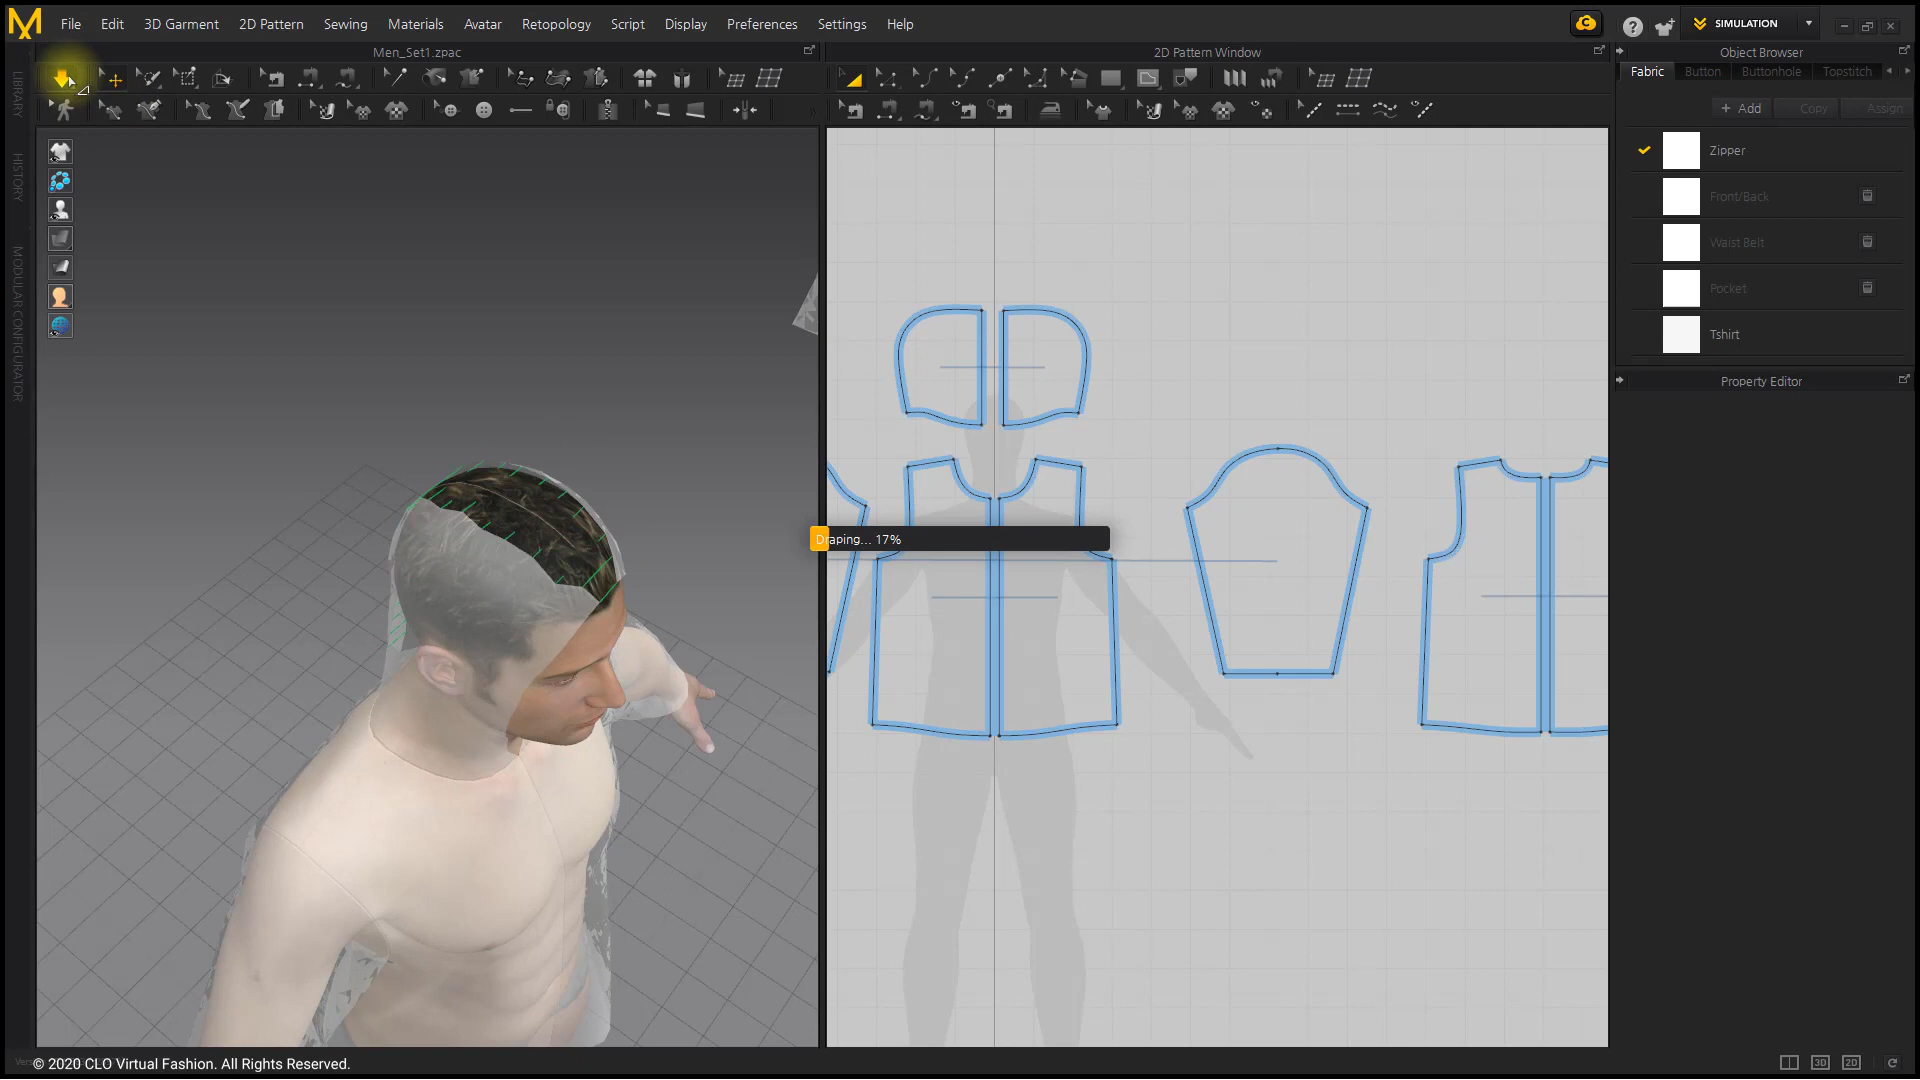 File Edit 3D Garment 2D Pattern Sewing Materials Avatar Retopology Script Display Preferences Settings Help
SIMULATION
Men_Set1.zpac
2D Pattern Window
Object Browser
Fabric Button Buttonhole Topstitch
+ Add Copy Assign
Zipper
Front/Back
Waist Belt
Pocket
Tshirt
Property Editor
LIBRARY
HISTORY
MODULAR CONFIGURATOR
Draping... 17%
© 2020 CLO Virtual Fashion. All Rights Reserved.
3D 2D